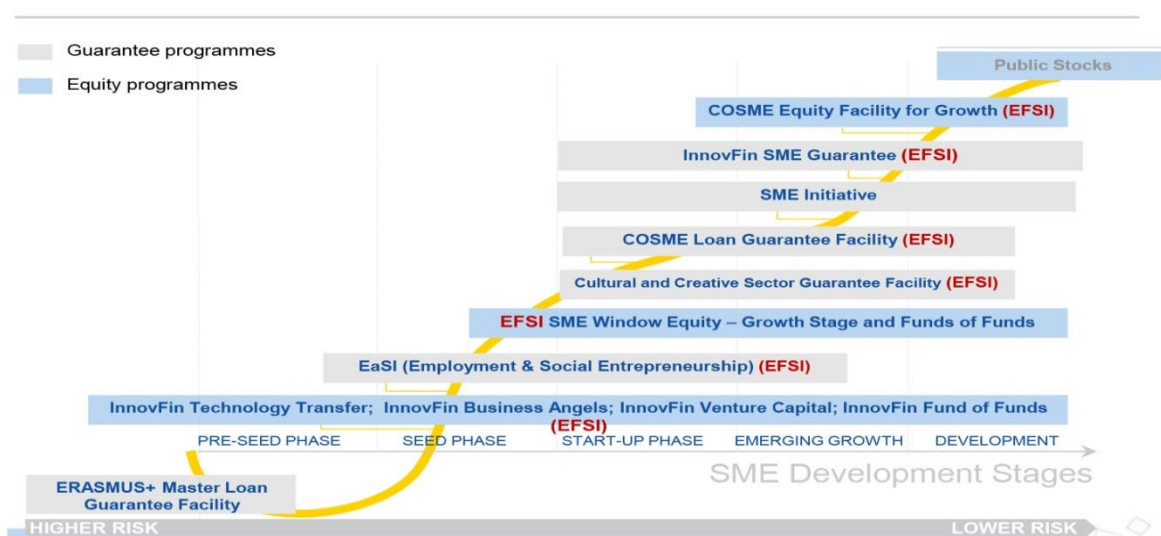 Guarantee programmes
Equity programmes
Public Stocks
COSME Equity Facility for Growth (EFSI)
InnovFin SME Guarantee (EFSI)
SME Initiative
COSME Loan Guarantee Facility (EFSI)
Cultural and Creative Sector Guarantee Facility (EFSI)
EFSI SME Window Equity – Growth Stage and Funds of Funds
EaSI (Employment & Social Entrepreneurship) (EFSI)
InnovFin Technology Transfer; InnovFin Business Angels; InnovFin Venture Capital; InnovFin Fund of Funds
(EFSI)
PRE-SEED PHASE SEED PHASE START-UP PHASE EMERGING GROWTH DEVELOPMENT
SME Development Stages
ERASMUS+ Master Loan
Guarantee Facility
HIGHER RISK LOWER RISK